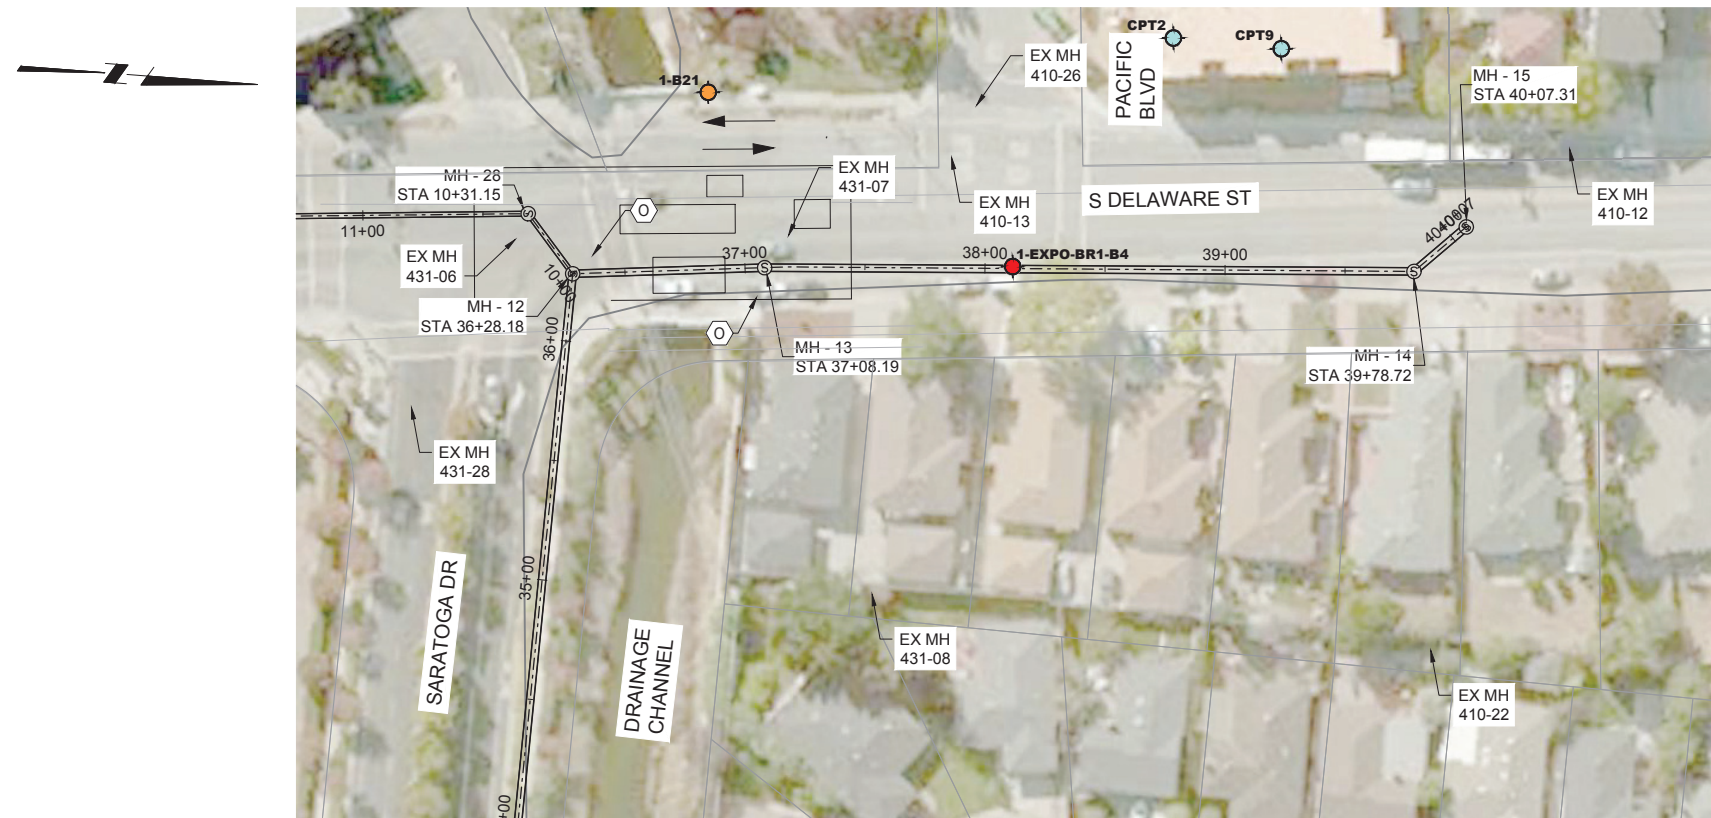 CPT2
CPT9
PACIFIC
BLVD
EX MH
410-26
MH - 15
STA 40+07.31
1-B21
EX MH
431-07
MH - 28
STA 10+31.15
EX MH
410-13
S DELAWARE ST
EX MH
410-12
O
11+00
EX MH
431-06
37+00
38+00
1-EXPO-BR1-B4
39+00
MH - 12
STA 36+28.18
O
36+00
MH - 13
STA 37+08.19
MH - 14
STA 39+78.72
EX MH
431-28
35+00
SARATOGA DR
DRAINAGE
CHANNEL
EX MH
431-08
EX MH
410-22
+00